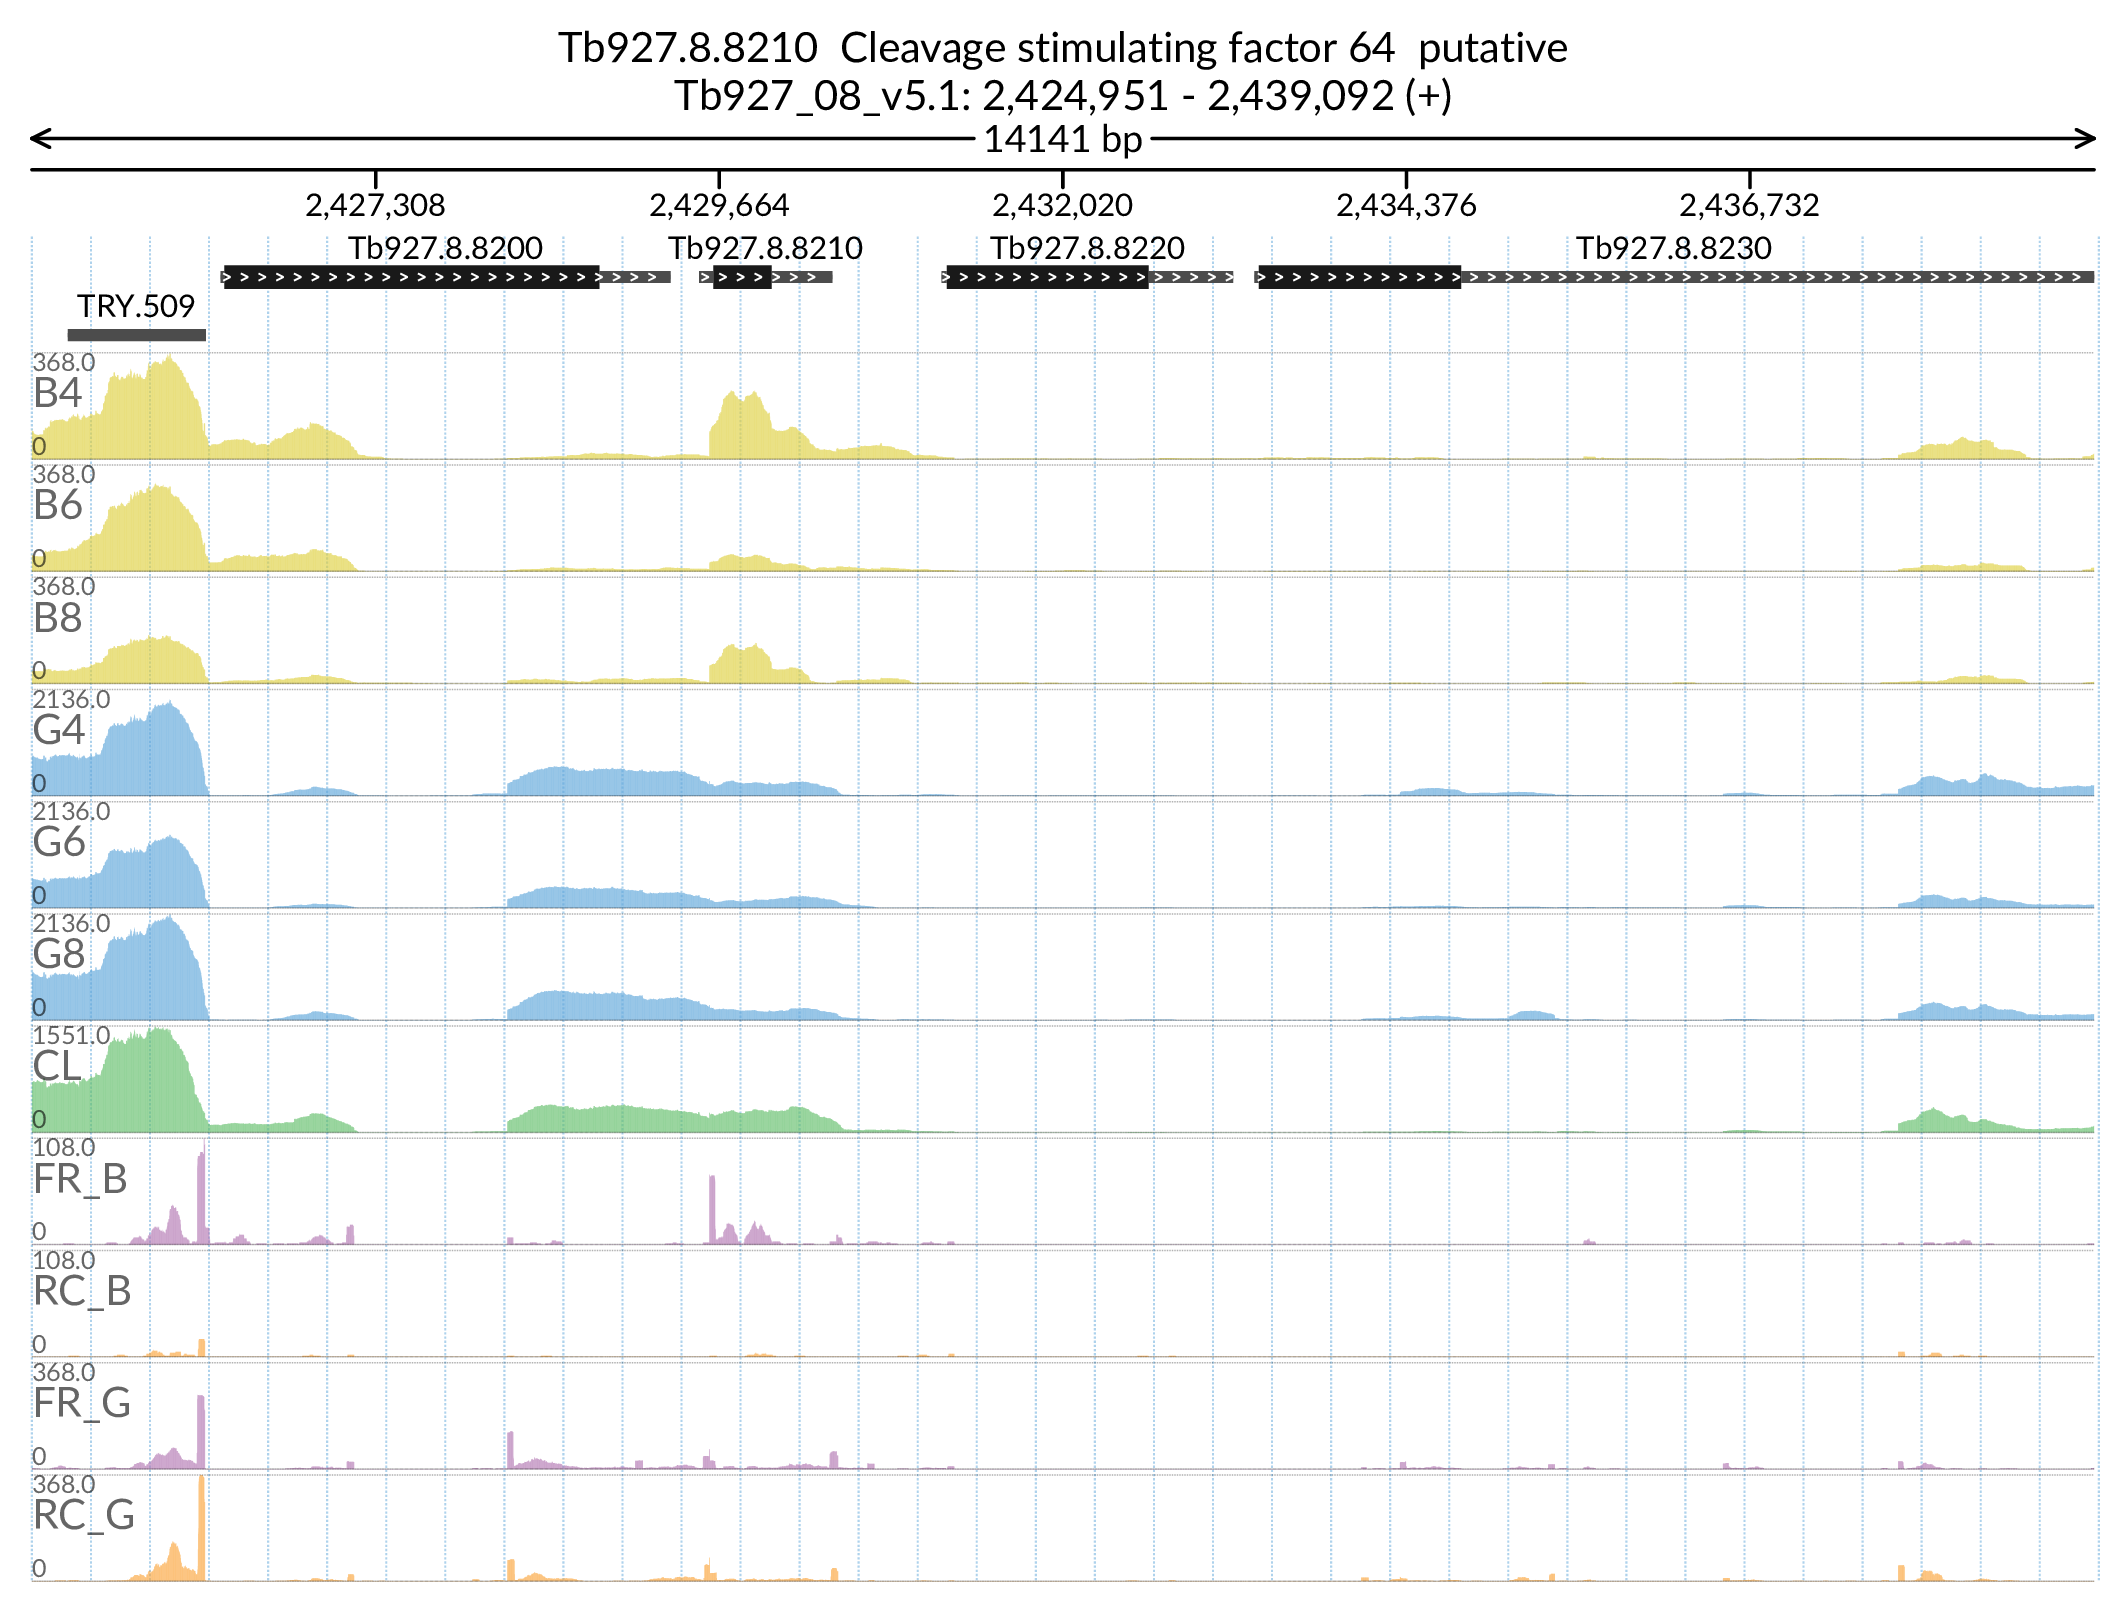 Tb927.8.8210  Cleavage stimulating factor 64  putative
Tb927_08_v5.1: 2,424,951 - 2,439,092 (+)
14141 bp
2,427,308 2,429,664 2,432,020 2,434,376 2,436,732
Tb927.8.8200 Tb927.8.8210 Tb927.8.8220 Tb927.8.8230
TRY.509
368.0
B4
0
368.0
B6
0
368.0
B8
0
2136.0
G4
0
2136.0
G6
0
2136.0
G8
0
1551.0
CL
0
108.0
FR_B
0
108.0
RC_B
0
368.0
FR_G
0
368.0
RC_G
0